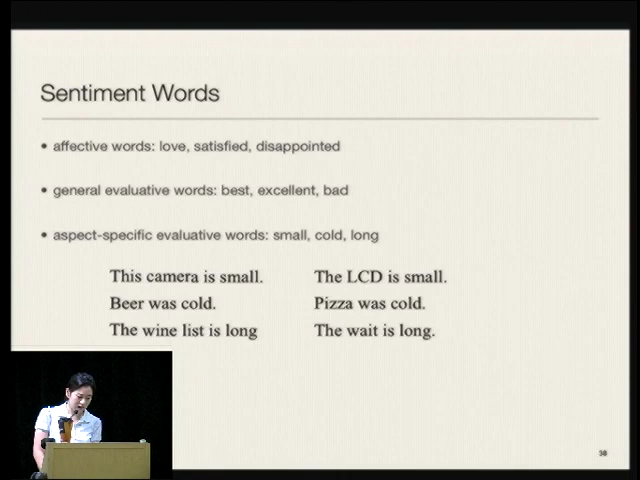 Sentiment Words
• affective words: love, satisfied, disappointed
• general evaluative words: best, excellent, bad
• aspect-specific evaluative words: small, cold, long
This camera is small. The LCD is small.
Beer was cold. Pizza was cold.
The wine list is long The wait is long.
38